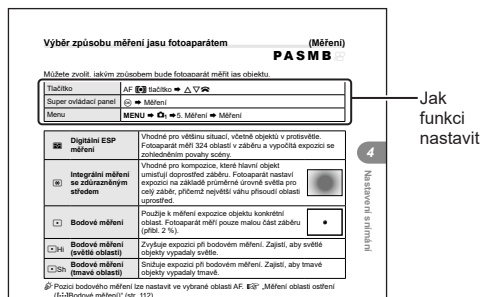 Výběr způsobu měření jasu fotoaparátem (Měření)
PASMB
Můžete zvolit, jakým způsobem bude fotoaparát měřit jas objektu.
Tlačítko AF [ ] tlačítko ➡ △▽
Super ovládací panel ⊛ ➡ Měření
Menu MENU ➡ 1 ➡ 5. Měření ➡ Měření
Jak
funkci
nastavit
Digitální ESP
měření
Vhodné pro většinu situací, včetně objektů v protisvětle.
Fotoaparát měří 324 oblastí v záběru a vypočítá expozici se
zohledněním povahy scény.
Integrální měření
se zdůrazněným
středem
Vhodné pro kompozice, které hlavní objekt
umisťují doprostřed záběru. Fotoaparát nastaví
expozici na základě průměrné úrovně světla pro
celý záběr, přičemž největší váhu přisoudí oblasti
uprostřed.
Bodové měření
Použije k měření expozice objektu konkrétní
oblast. Fotoaparát měří pouze malou část záběru
(přibl. 2 %).
Hi Bodové měření
(světlé oblasti)
Zvyšuje expozici při bodovém měření. Zajistí, aby světlé
objekty vypadaly světle.
Sh Bodové měření
(tmavé oblasti)
Snižuje expozici při bodovém měření. Zajistí, aby tmavé
objekty vypadaly tmavě.
Pozici bodového měření lze nastavit ve vybrané oblasti AF. „Měření oblasti ostření
([ ]Bodové měření)" (str. 112)
4
Nastavení snímání